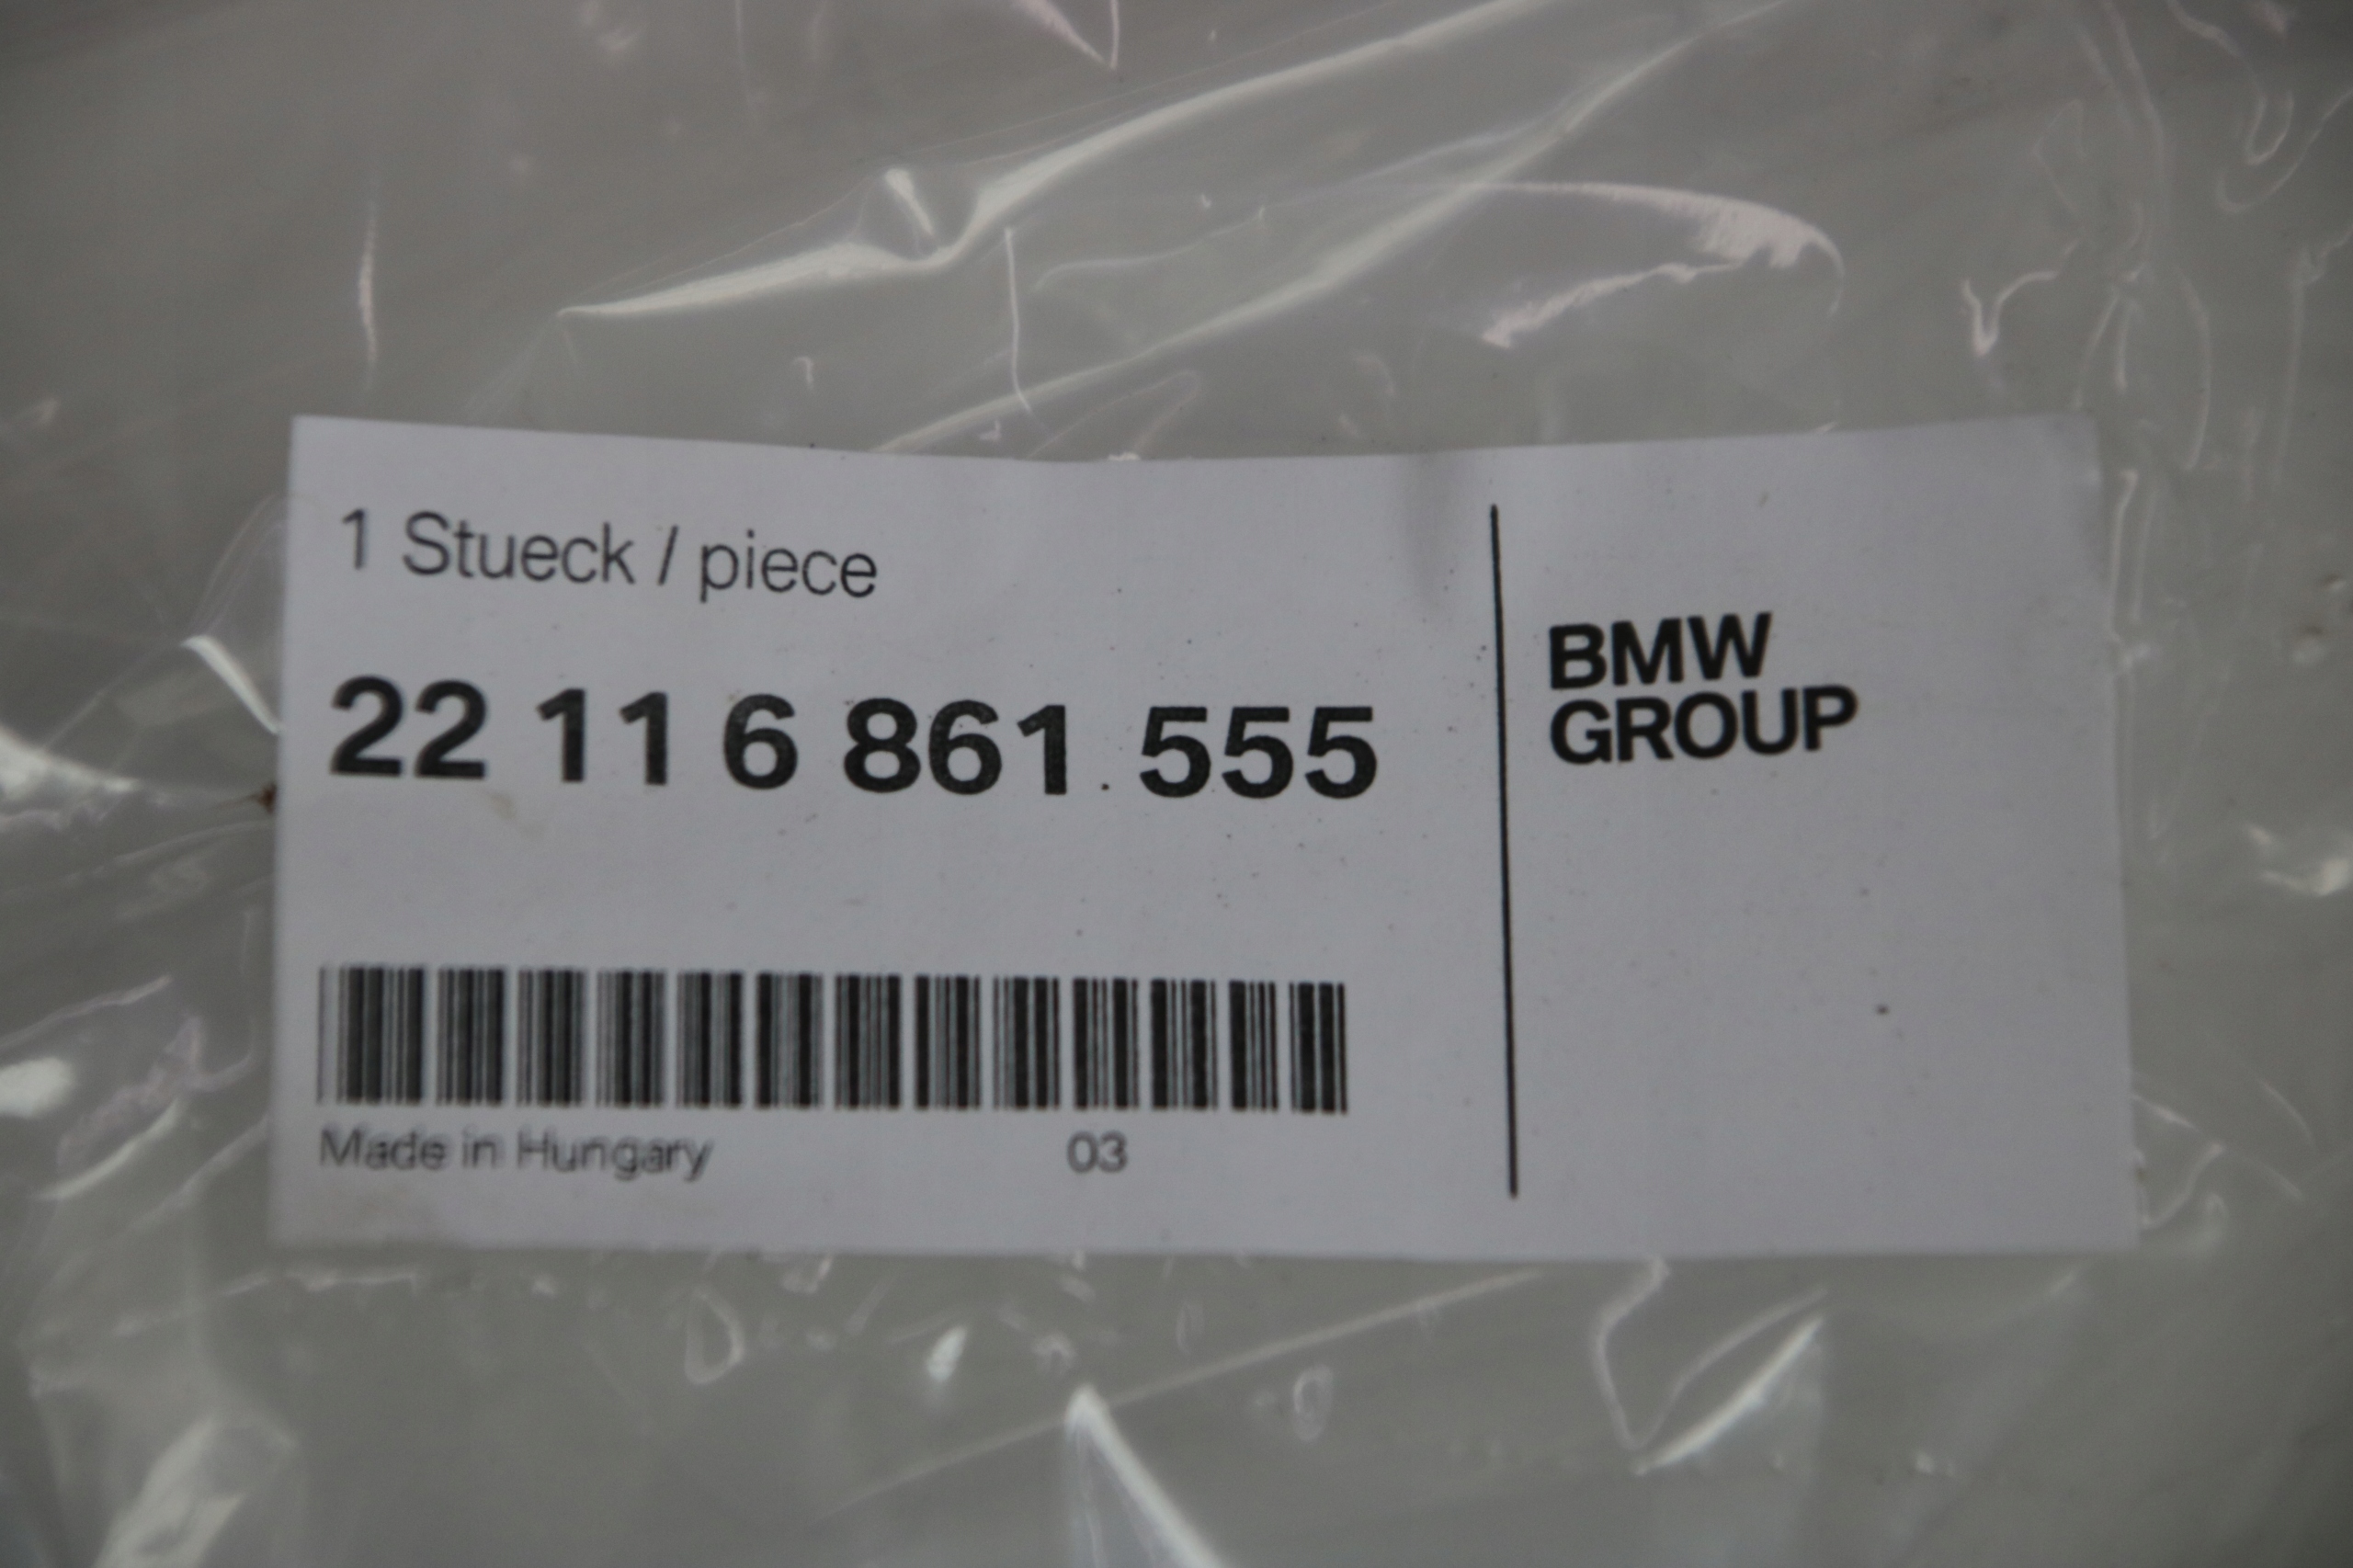 1 Stueck / piece
22 11 6 861 555
BMW
GROUP
Made in Hungary 03